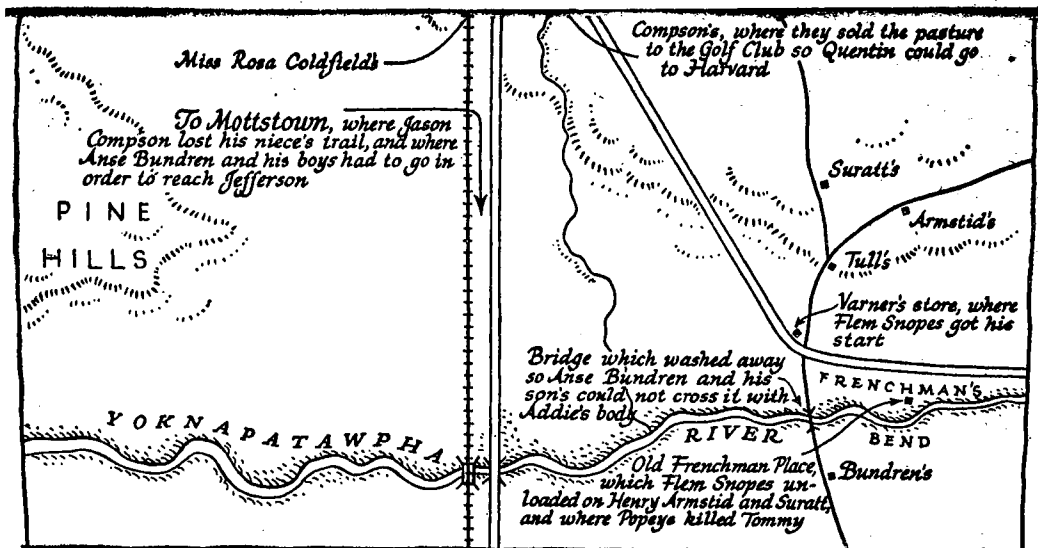 Miss Rosa Coldfield's
Compson's, where they sold the pasture
to the Golf Club so Quentin could go
to Harvard
To Mottstown, where Jason
Compson lost his niece's trail, and where
Anse Bundren and his boys had to go in
order to reach Jefferson
PINE
HILLS
Suratt's
Armstid's
Tull's
Varner's store, where
Flem Snopes got his
start
Bridge which washed away
so Anse Bundren and his
son's could not cross it with
Addie's body
FRENCHMAN'S
BEND
YOKNAPATAWPHA
RIVER
Old Frenchman Place,
which Flem Snopes un-
loaded on Henry Armstid and Suratt,
and where Popeye killed Tommy
Bundren's